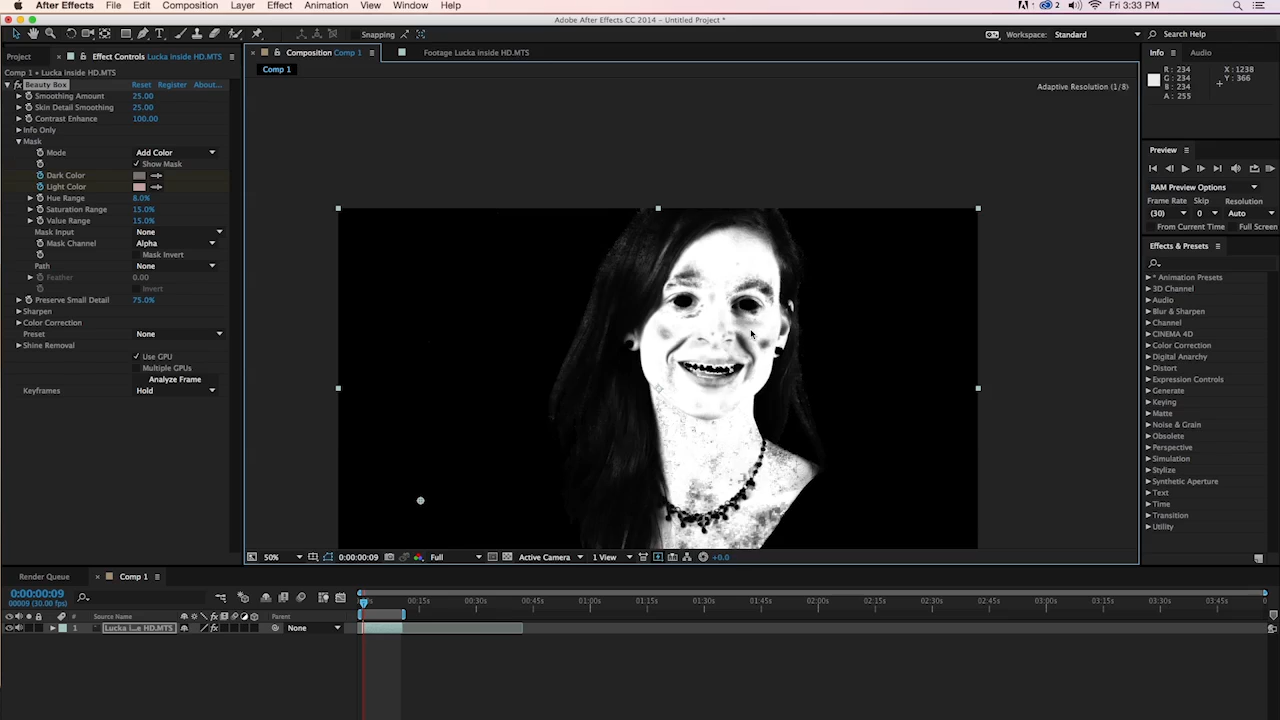 After Effects File Edit Composition Layer Effect Animation View Window Help 2 Fri 3:33 PM
Adobe After Effects CC 2014 - Untitled Project *
Snapping Workspace: Standard Search Help
Project × Effect Controls Lucka inside HD.MTS × Composition Comp 1 Footage Lucka inside HD.MTS Info Audio
Comp 1 • Lucka inside HD.MTS
Comp 1
R : 234 X : 1238
G : 234 Y : 366
B : 234
A : 255
fx Beauty Box Reset Register About...
Adaptive Resolution (1/8)
Smoothing Amount 25.00
Skin Detail Smoothing 25.00
Contrast Enhance 100.00
Info Only
Mask
Mode Add Color
Show Mask
Dark Color
Light Color
Hue Range 8.0%
Saturation Range 15.0%
Value Range 15.0%
Mask Input None
Mask Channel Alpha
Mask Invert
Path None
Feather 0.00
Invert
Preserve Small Detail 75.0%
Sharpen
Color Correction
Preset None
Shine Removal
Use GPU
Multiple GPUs
Analyze Frame
Keyframes Hold
Preview
RAM Preview Options
Frame Rate Skip Resolution
(30) 0 Auto
From Current Time Full Screen
Effects & Presets
* Animation Presets
3D Channel
Audio
Blur & Sharpen
Channel
CINEMA 4D
Color Correction
Digital Anarchy
Distort
Expression Controls
Generate
Keying
Matte
Noise & Grain
Obsolete
Perspective
Simulation
Stylize
Synthetic Aperture
Text
Time
Transition
Utility
50% 0:00:00:09 Full Active Camera 1 View +0.0
Render Queue × Comp 1
0:00:00:09
00009 (30.00 fps)
00:15s 00:30s 00:45s 01:00s 01:15s 01:30s 01:45s 02:00s 02:15s 02:30s 02:45s 03:00s 03:15s 03:30s 03:45s
# Source Name fx Parent
1 Lucka i...e HD.MTS fx None